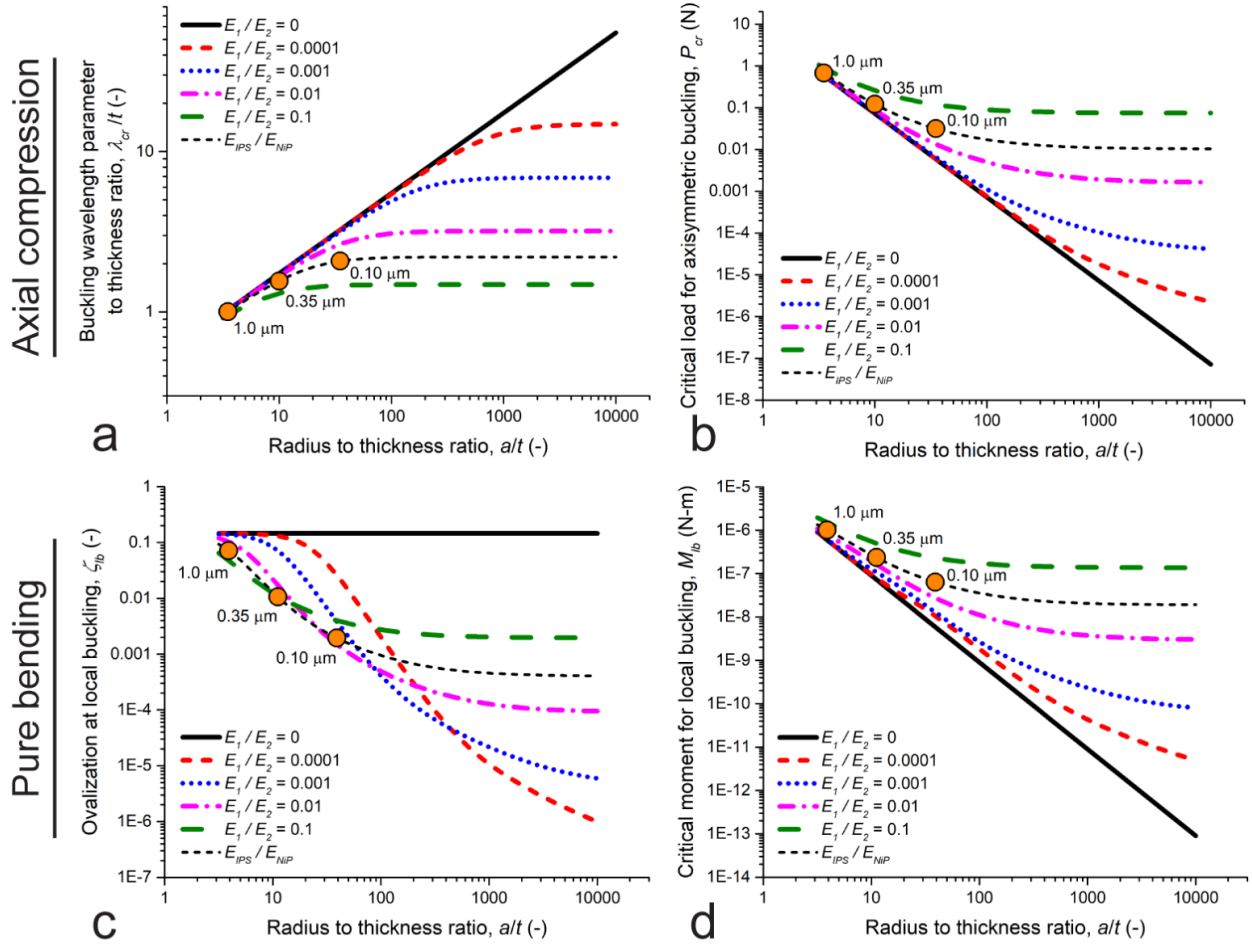 Axial compression
Buckling wavelength parameter
to thickness ratio, λcr /t (-)
10
1
E1 / E2 = 0
E1 / E2 = 0.0001
E1 / E2 = 0.001
E1 / E2 = 0.01
E1 / E2 = 0.1
EIPS / ENiP
1.0 μm
0.35 μm
0.10 μm
1 10 100 1000 10000
Radius to thickness ratio, a/t (-)
a
Critical load for axisymmetric buckling, Pcr (N)
1
0.1
0.01
0.001
1E-4
1E-5
1E-6
1E-7
1E-8
1.0 μm
0.35 μm
0.10 μm
E1 / E2 = 0
E1 / E2 = 0.0001
E1 / E2 = 0.001
E1 / E2 = 0.01
E1 / E2 = 0.1
EIPS / ENiP
1 10 100 1000 10000
Radius to thickness ratio, a/t (-)
b
Pure bending
Ovalization at local bucking, ζlb (-)
1
0.1
0.01
0.001
1E-4
1E-5
1E-6
1E-7
1.0 μm
0.35 μm
0.10 μm
E1 / E2 = 0
E1 / E2 = 0.0001
E1 / E2 = 0.001
E1 / E2 = 0.01
E1 / E2 = 0.1
EIPS / ENiP
1 10 100 1000 10000
Radius to thickness ratio, a/t (-)
c
Critical moment for local bucking, Mlb (N-m)
1E-5
1E-6
1E-7
1E-8
1E-9
1E-10
1E-11
1E-12
1E-13
1E-14
1.0 μm
0.35 μm
0.10 μm
E1 / E2 = 0
E1 / E2 = 0.0001
E1 / E2 = 0.001
E1 / E2 = 0.01
E1 / E2 = 0.1
EIPS / ENiP
1 10 100 1000 10000
Radius to thickness ratio, a/t (-)
d